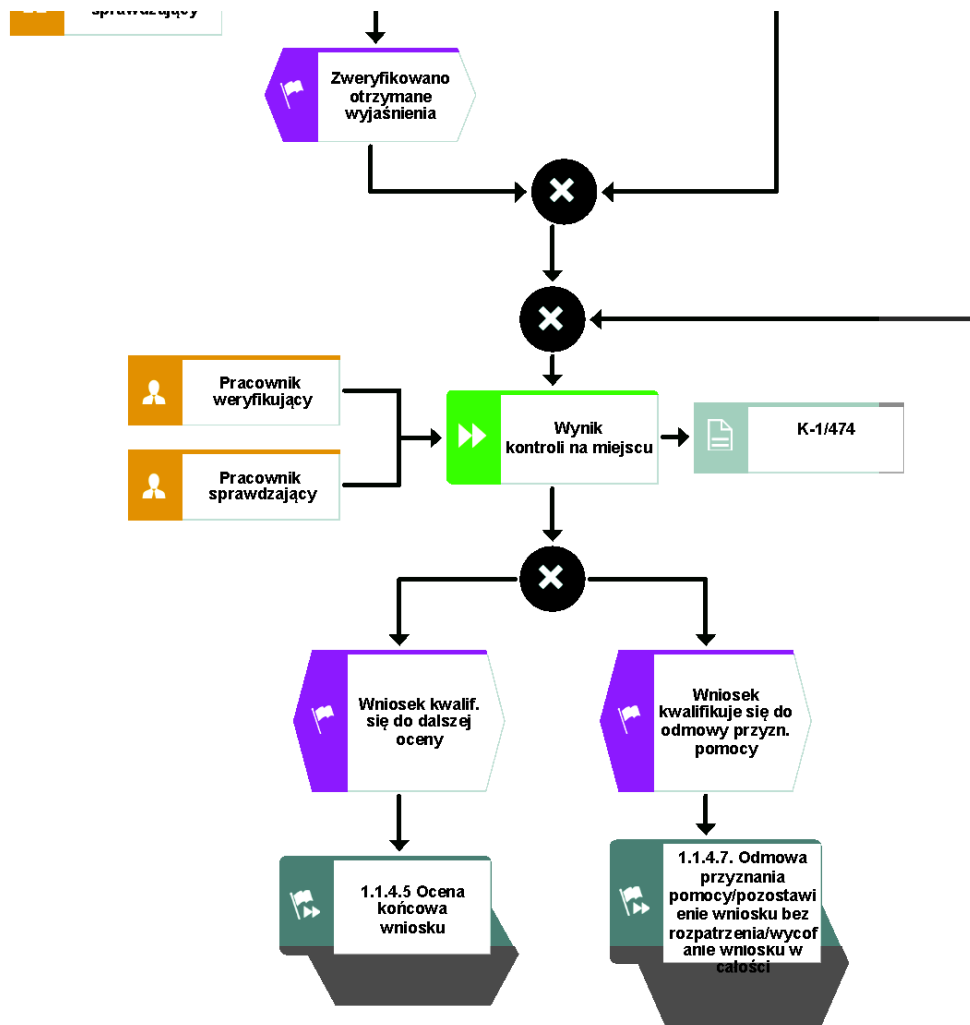 sprawdzający
Zweryfikowano
otrzymane
wyjaśnienia
Pracownik
weryfikujący
Wynik
kontroli na miejscu
K-1/474
Pracownik
sprawdzający
Wniosek kwalif.
się do dalszej
oceny
Wniosek
kwalifikuje się do
odmowy przyzn.
pomocy
1.1.4.5 Ocena
końcowa
wniosku
1.1.4.7. Odmowa
przyznania
pomocy/pozostawi
enie wniosku bez
rozpatrzenia/wycof
anie wniosku w
całości